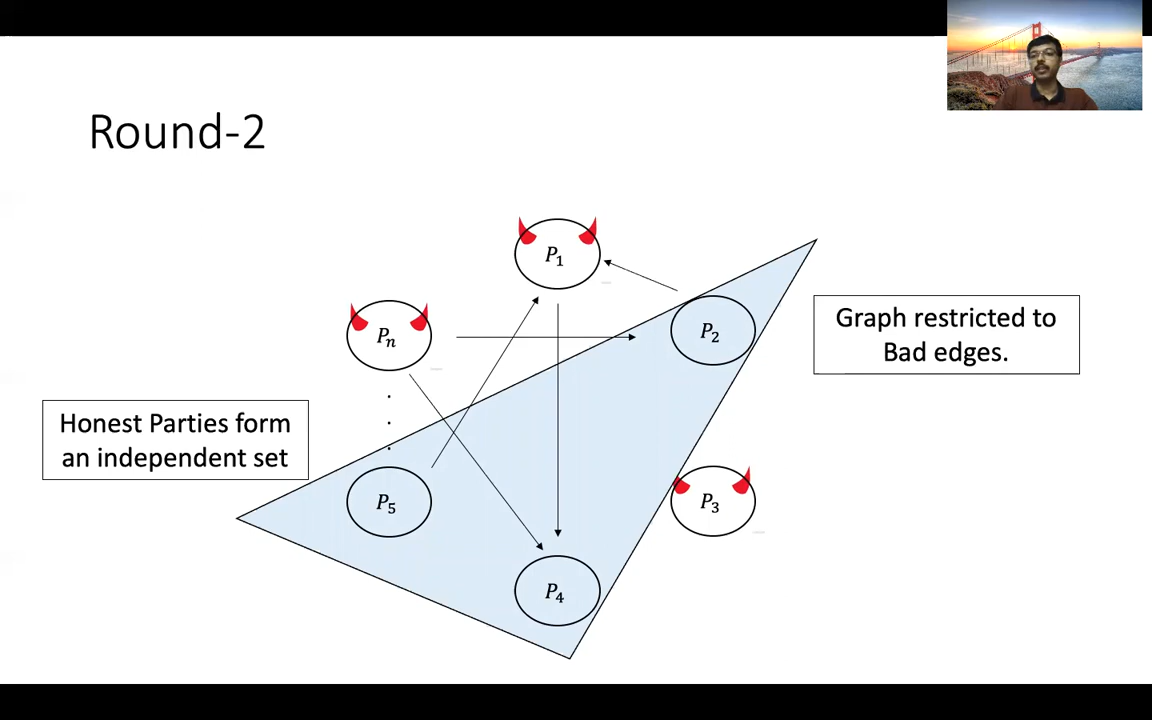 Round-2
P1
Pn
P2
Graph restricted to
Bad edges.
Honest Parties form
an independent set
P5
P3
P4